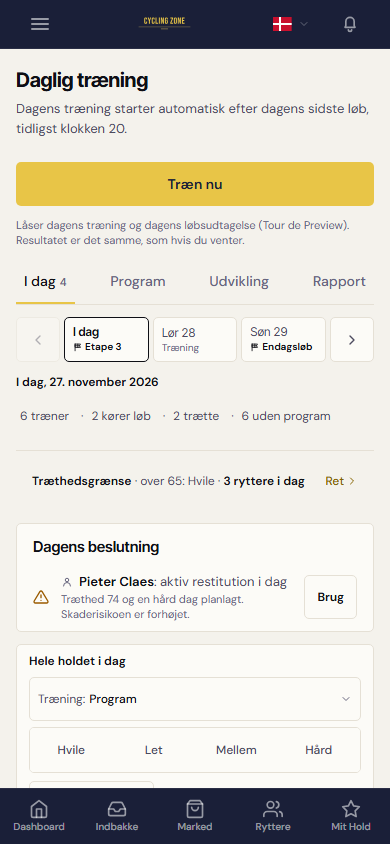 CYCLING ZONE
Daglig træning
Dagens træning starter automatisk efter dagens sidste løb,
tidligst klokken 20.
Træn nu
Låser dagens træning og dagens løbsudtagelse (Tour de Preview).
Resultatet er det samme, som hvis du venter.
I dag 4 Program Udvikling Rapport
I dag Lør 28 Søn 29
Etape 3 Træning Endagsløb
I dag, 27. november 2026
6 træner · 2 kører løb · 2 trætte · 6 uden program
Træthedsgrænse · over 65: Hvile · 3 ryttere i dag Ret
Dagens beslutning
Pieter Claes: aktiv restitution i dag
Træthed 74 og en hård dag planlagt.
Skaderisikoen er forhøjet.
Brug
Hele holdet i dag
Træning: Program
Hvile Let Mellem Hård
Dashboard Indbakke Marked Ryttere Mit Hold